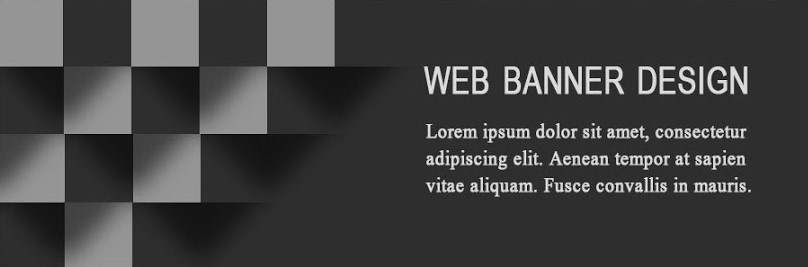 WEB BANNER DESIGN
Lorem ipsum dolor sit amet, consectetur
adipiscing elit. Aenean tempor at sapien
vitae aliquam. Fusce convallis in mauris.